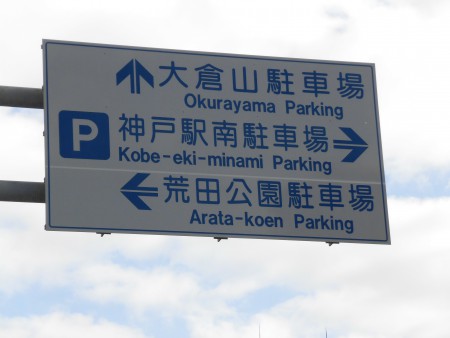 大倉山駐車場
Okurayama Parking
P 神戸駅南駐車場
Kobe-eki-minami Parking
荒田公園駐車場
Arata-koen Parking